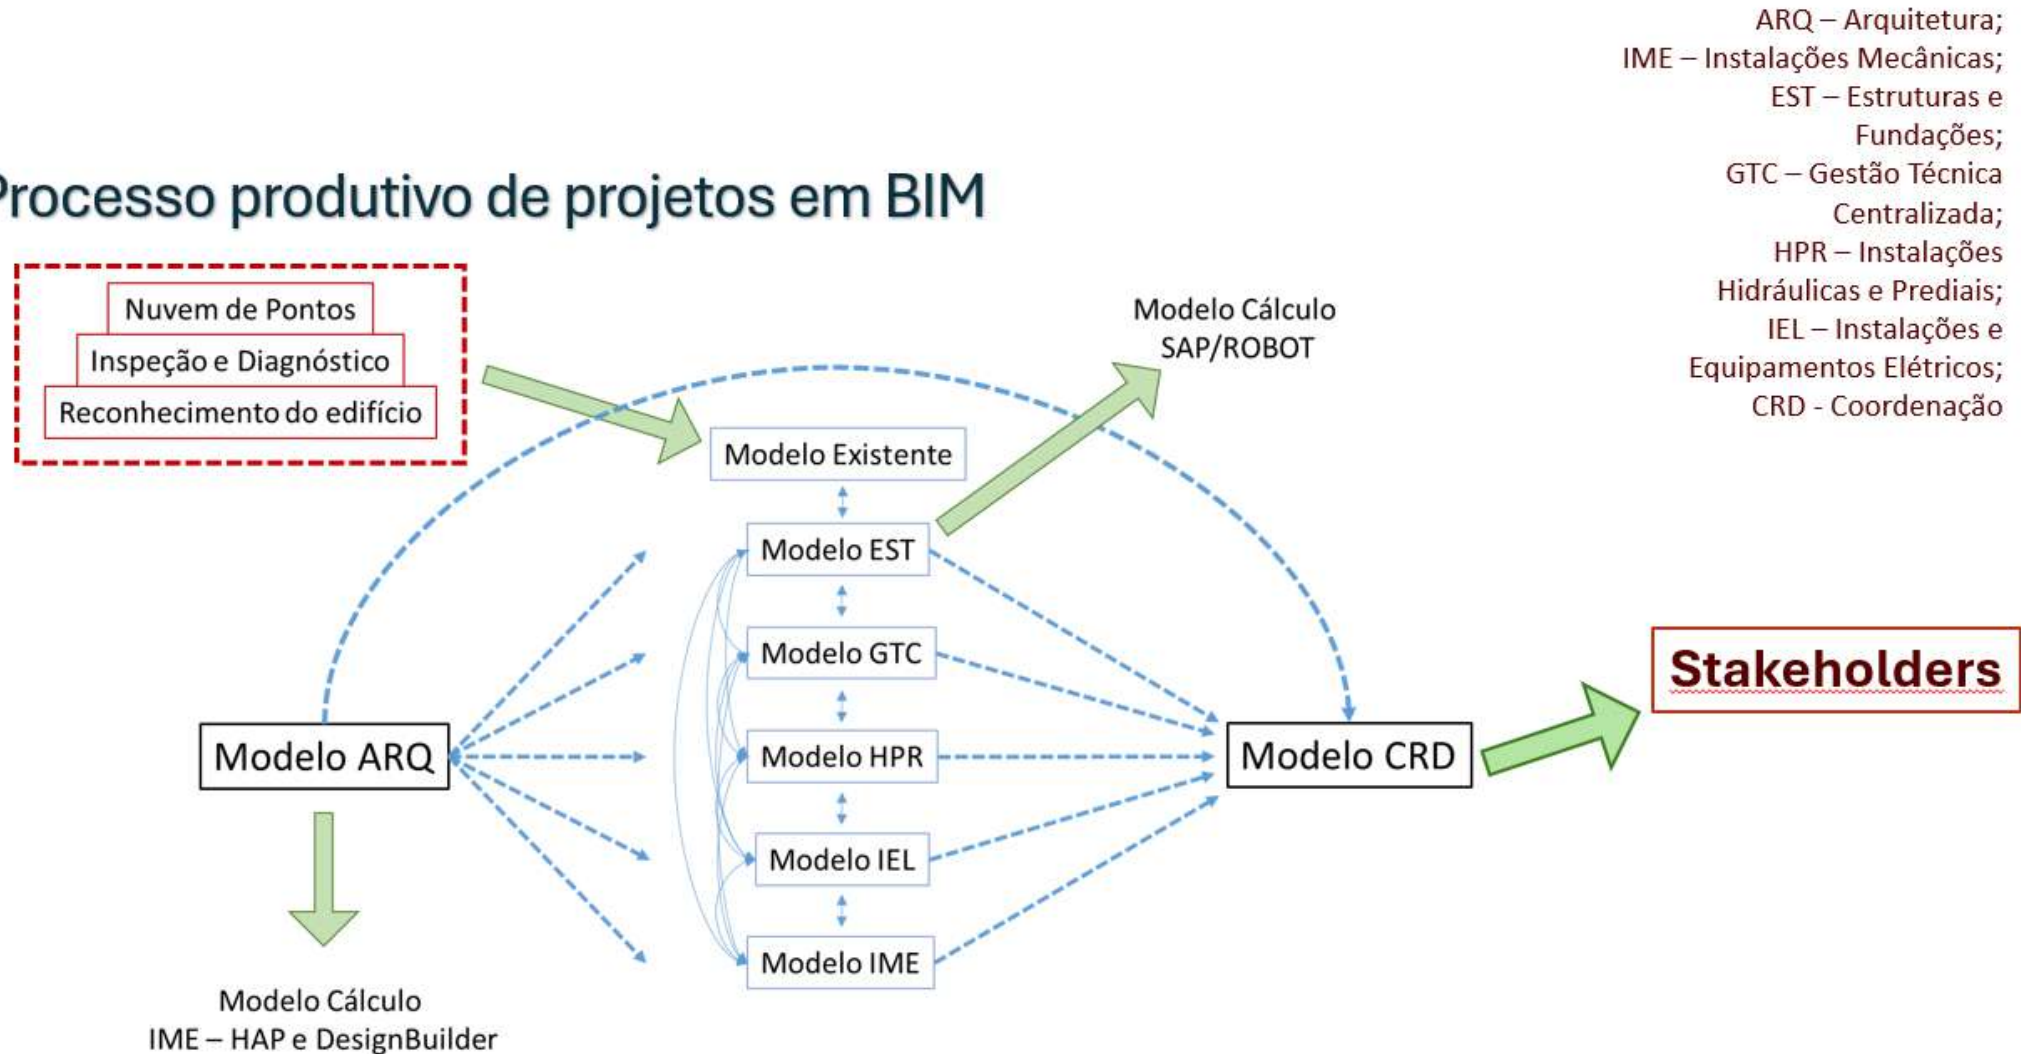 ARQ – Arquitetura;
IME – Instalações Mecânicas;
EST – Estruturas e
Fundações;
GTC – Gestão Técnica
Centralizada;
HPR – Instalações
Hidráulicas e Prediais;
IEL – Instalações e
Equipamentos Elétricos;
CRD - Coordenação
Processo produtivo de projetos em BIM
Nuvem de Pontos
Inspeção e Diagnóstico
Reconhecimento do edifício
Modelo Cálculo
SAP/ROBOT
Modelo Existente
Modelo EST
Modelo GTC
Modelo HPR
Modelo IEL
Modelo IME
Modelo ARQ
Modelo CRD
Stakeholders
Modelo Cálculo
IME – HAP e DesignBuilder